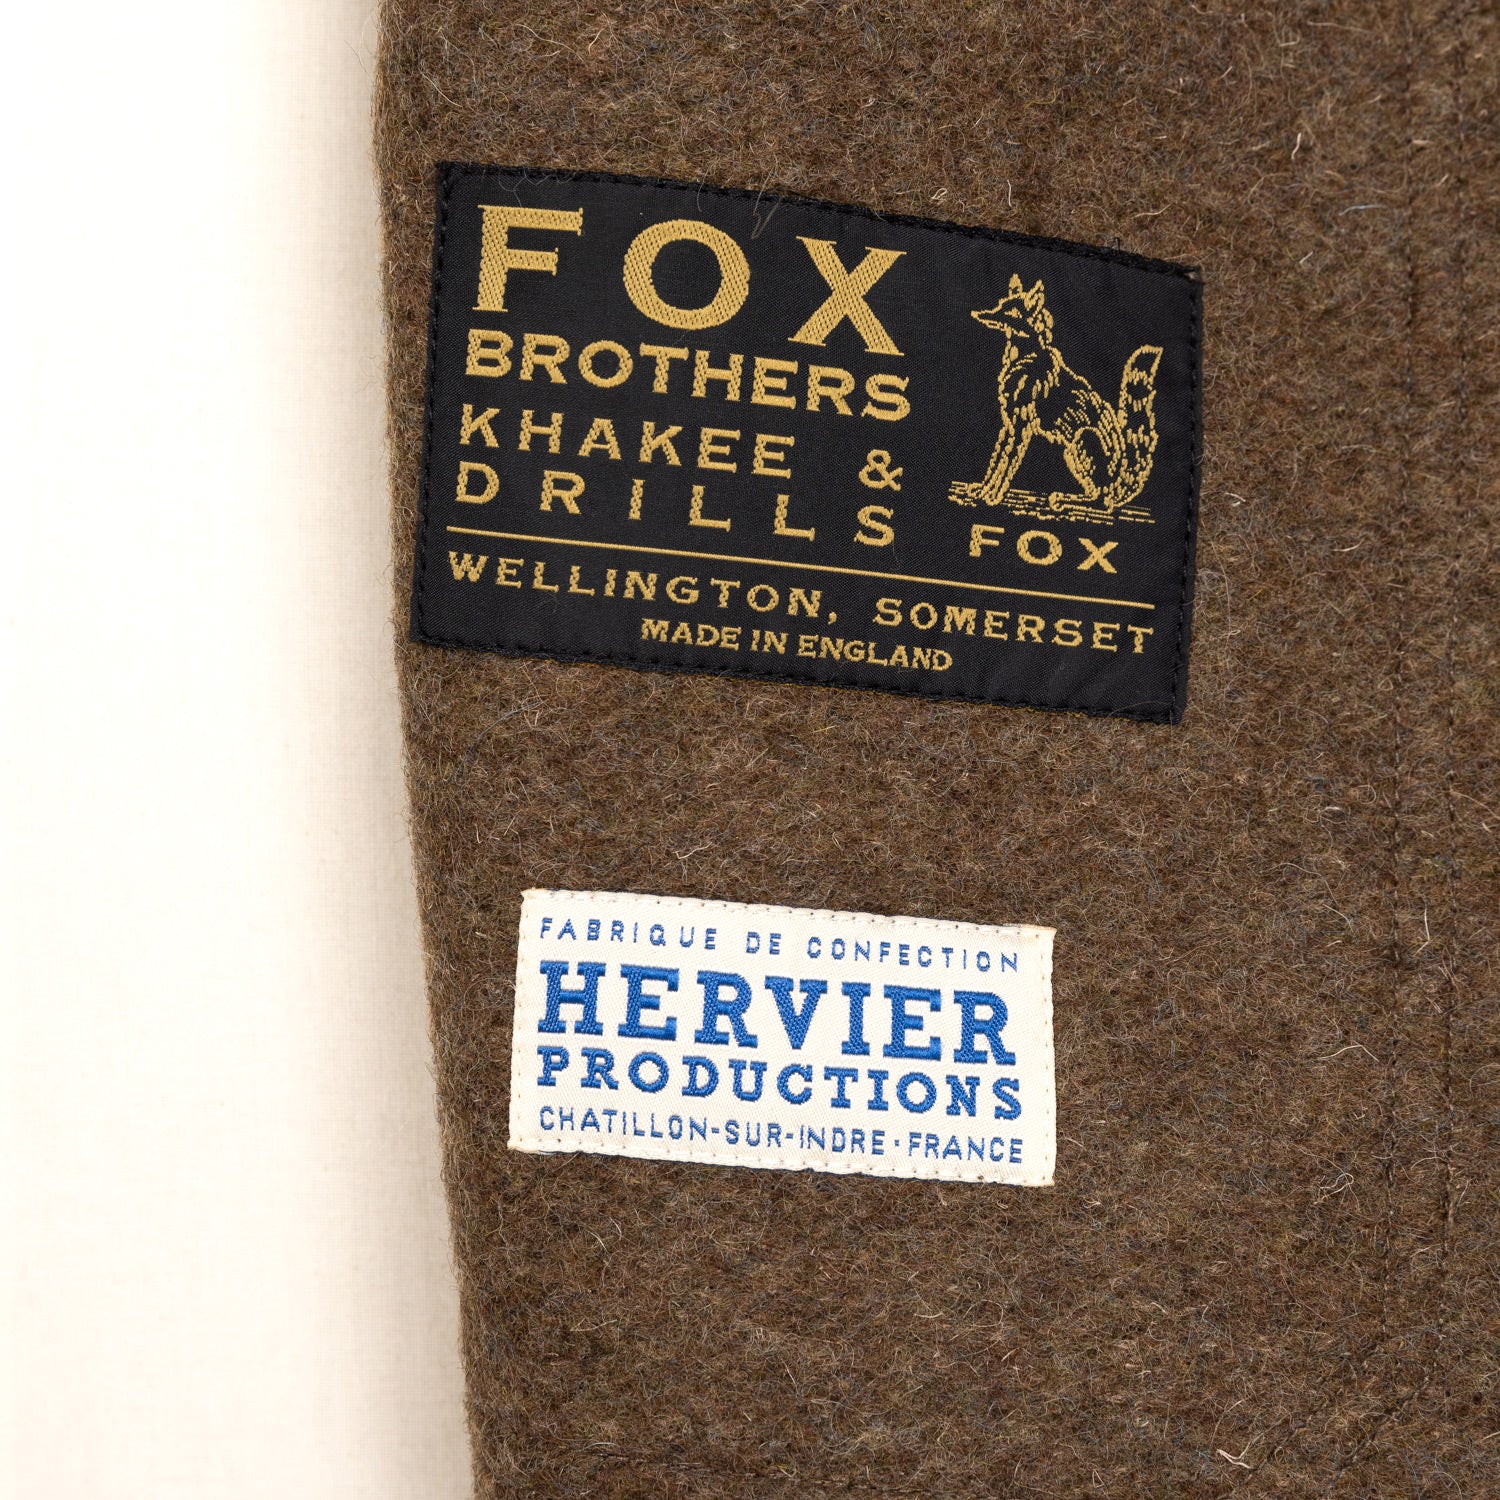 FOX
BROTHERS
KHAKEE &
DRILLS
FOX
WELLINGTON, SOMERSET
MADE IN ENGLAND
FABRIQUE DE CONFECTION
HERVIER
PRODUCTIONS
CHATILLON-SUR-INDRE·FRANCE